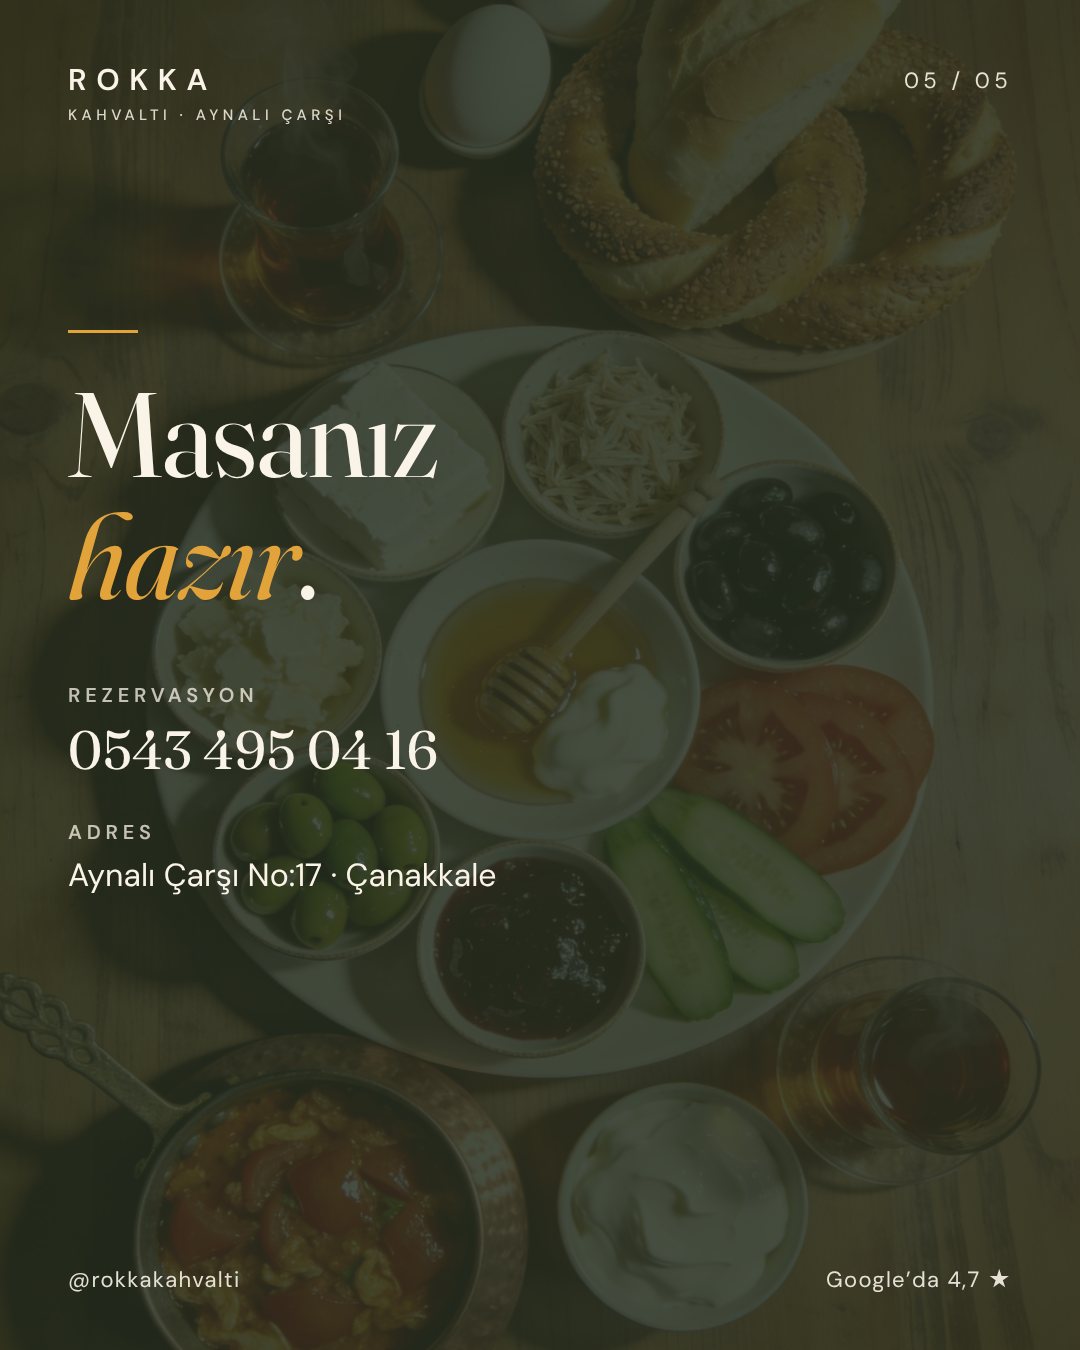 ROKKA
KAHVALTI · AYNALI ÇARŞI
05 / 05
Masanız
hazır.
REZERVASYON
0543 495 04 16
ADRES
Aynalı Çarşı No:17 · Çanakkale
@rokkakahvalti
Google’da 4,7 ★